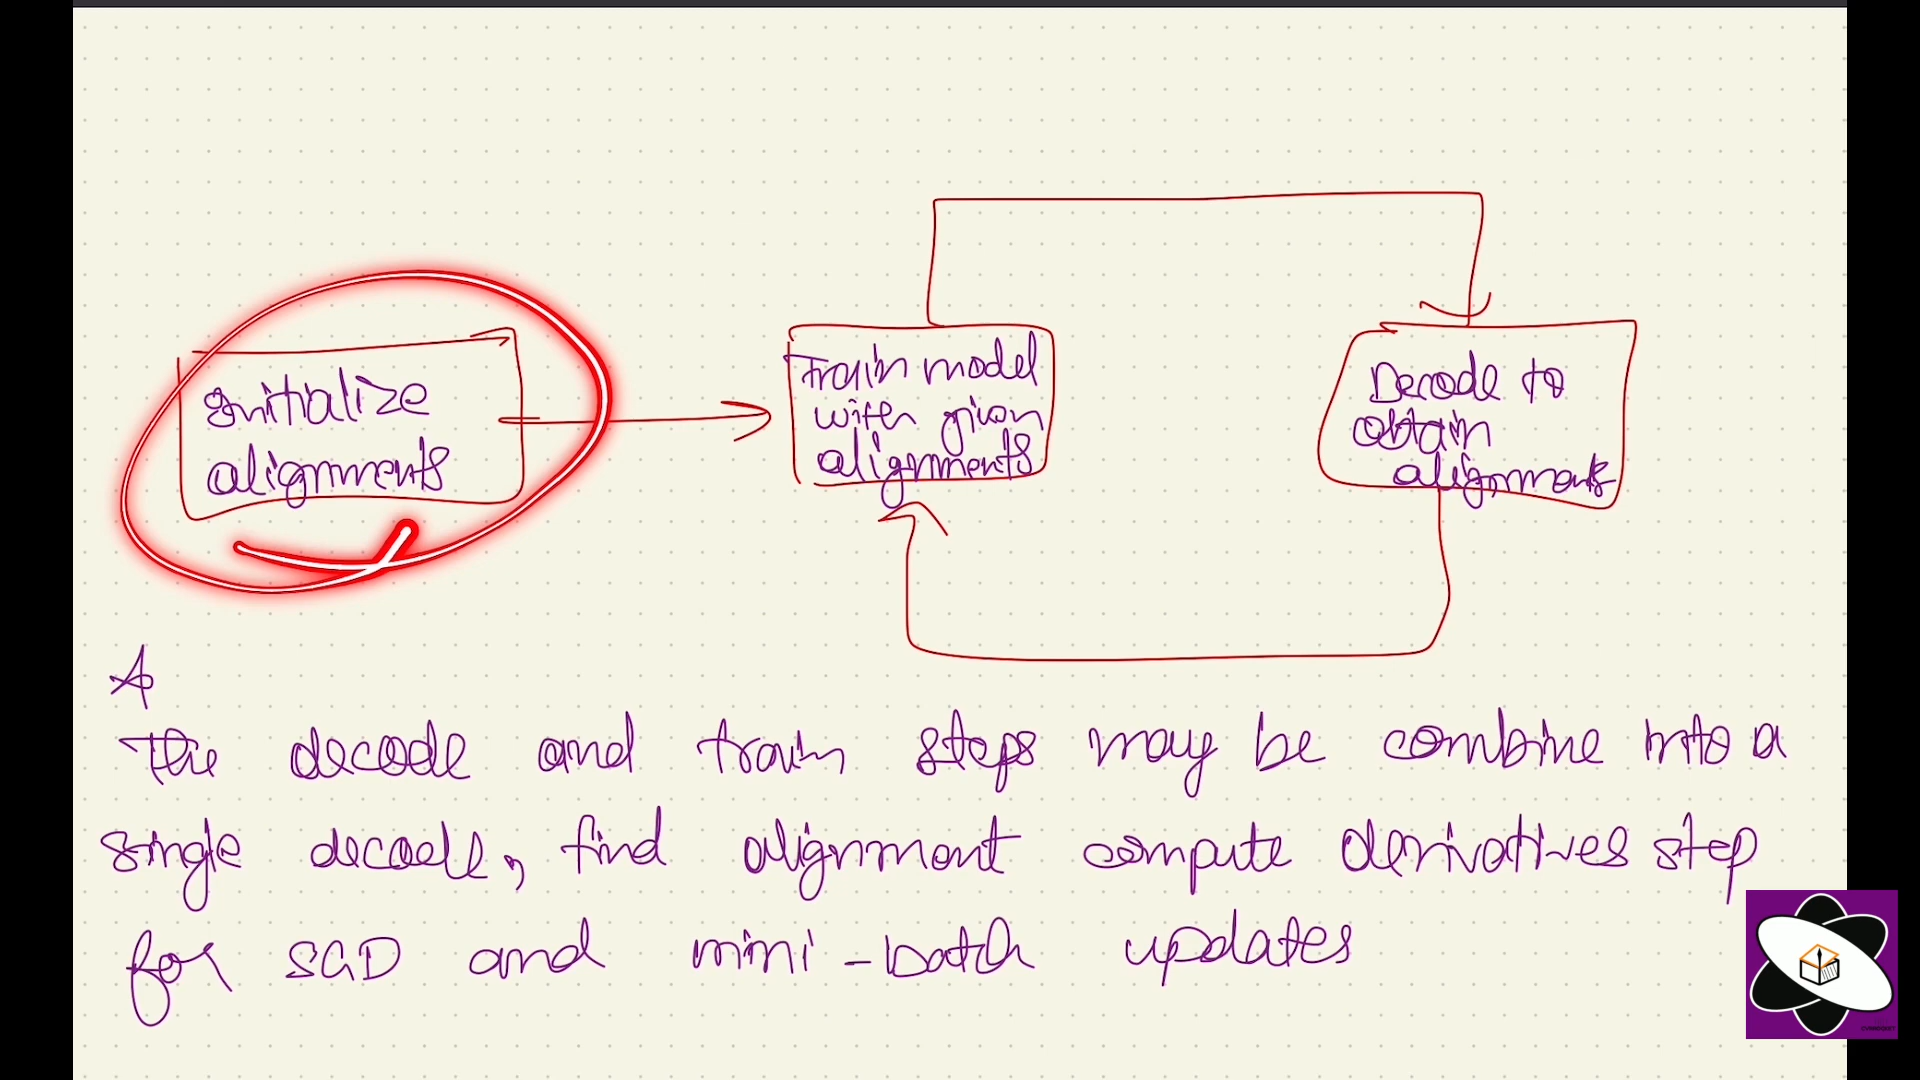 Initialize
alignments
Train model
with given
alignments
Decode to
obtain
alignments
The decode and train steps may be combine into a
single decode, find alignment compute derivatives step
for SGD and mini-batch updates